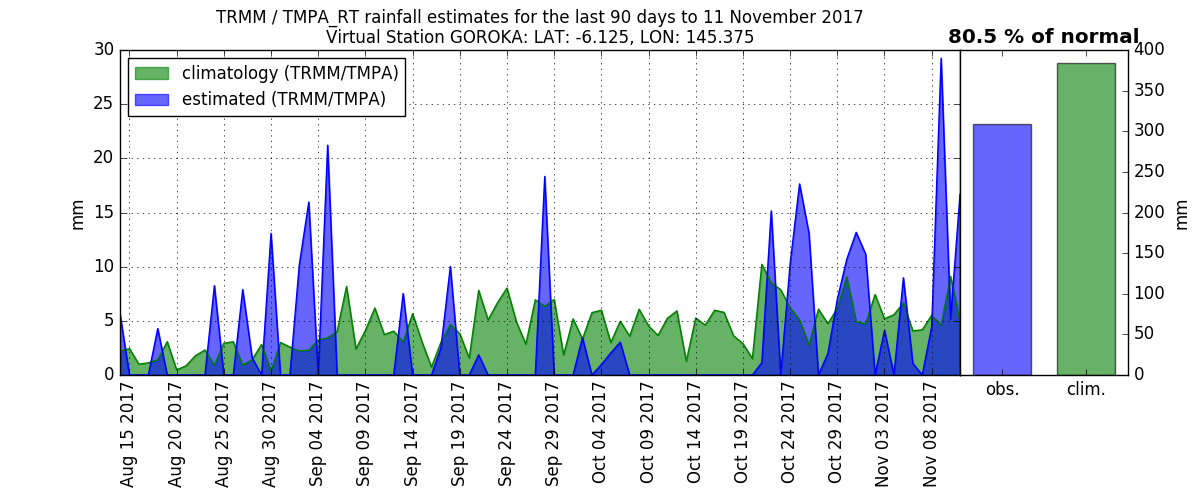 TRMM / TMPA_RT rainfall estimates for the last 90 days to 11 November 2017
Virtual Station GOROKA: LAT: -6.125, LON: 145.375
80.5 % of normal
climatology (TRMM/TMPA)
estimated (TRMM/TMPA)
30
25
20
15
10
5
0
mm
400
350
300
250
200
150
100
50
0
mm
Aug 15 2017
Aug 20 2017
Aug 25 2017
Aug 30 2017
Sep 04 2017
Sep 09 2017
Sep 14 2017
Sep 19 2017
Sep 24 2017
Sep 29 2017
Oct 04 2017
Oct 09 2017
Oct 14 2017
Oct 19 2017
Oct 24 2017
Oct 29 2017
Nov 03 2017
Nov 08 2017
obs.
clim.